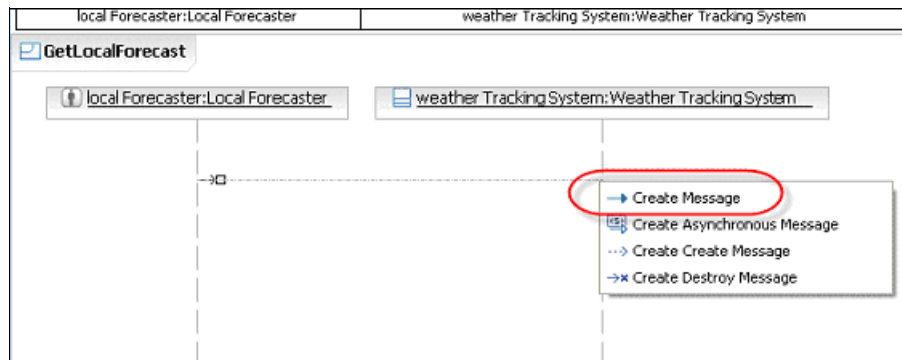 local Forecaster:Local Forecaster weather Tracking System:Weather Tracking System
GetLocalForecast
local Forecaster:Local Forecaster weather Tracking System:Weather Tracking System
Create Message
Create Asynchronous Message
Create Create Message
Create Destroy Message